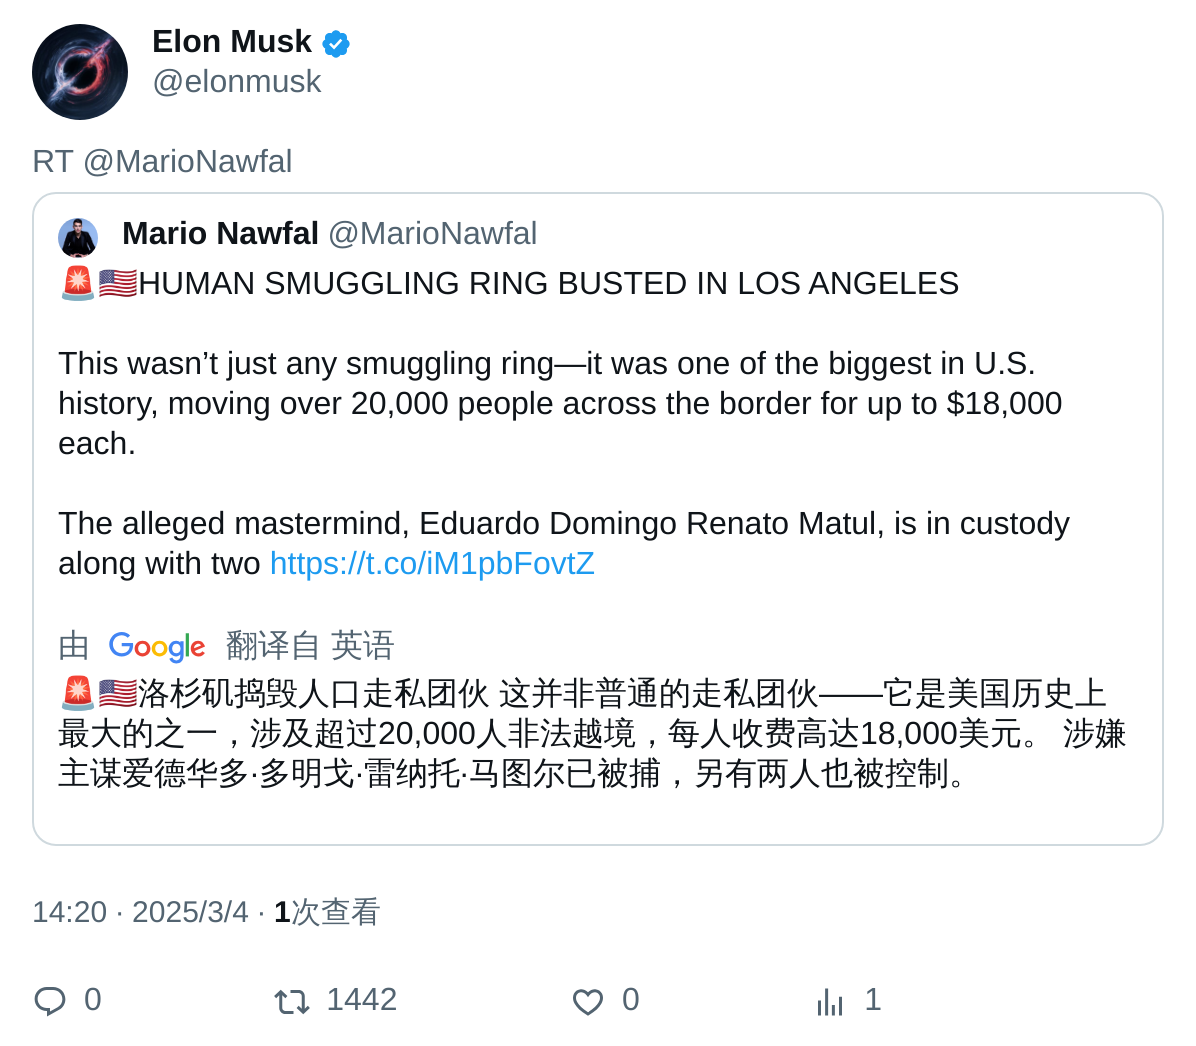 Elon Musk
@elonmusk
RT @MarioNawfal
Mario Nawfal @MarioNawfal
🚨🇺🇸HUMAN SMUGGLING RING BUSTED IN LOS ANGELES
This wasn’t just any smuggling ring—it was one of the biggest in U.S.
history, moving over 20,000 people across the border for up to $18,000
each.
The alleged mastermind, Eduardo Domingo Renato Matul, is in custody
along with two https://t.co/iM1pbFovtZ
由 Google 翻译自 英语
🚨🇺🇸洛杉矶捣毁人口走私团伙 这并非普通的走私团伙——它是美国历史上
最大的之一，涉及超过20,000人非法越境，每人收费高达18,000美元。 涉嫌
主谋爱德华多·多明戈·雷纳托·马图尔已被捕，另有两人也被控制。
14:20 · 2025/3/4 · 1次查看
0 1442 0 1